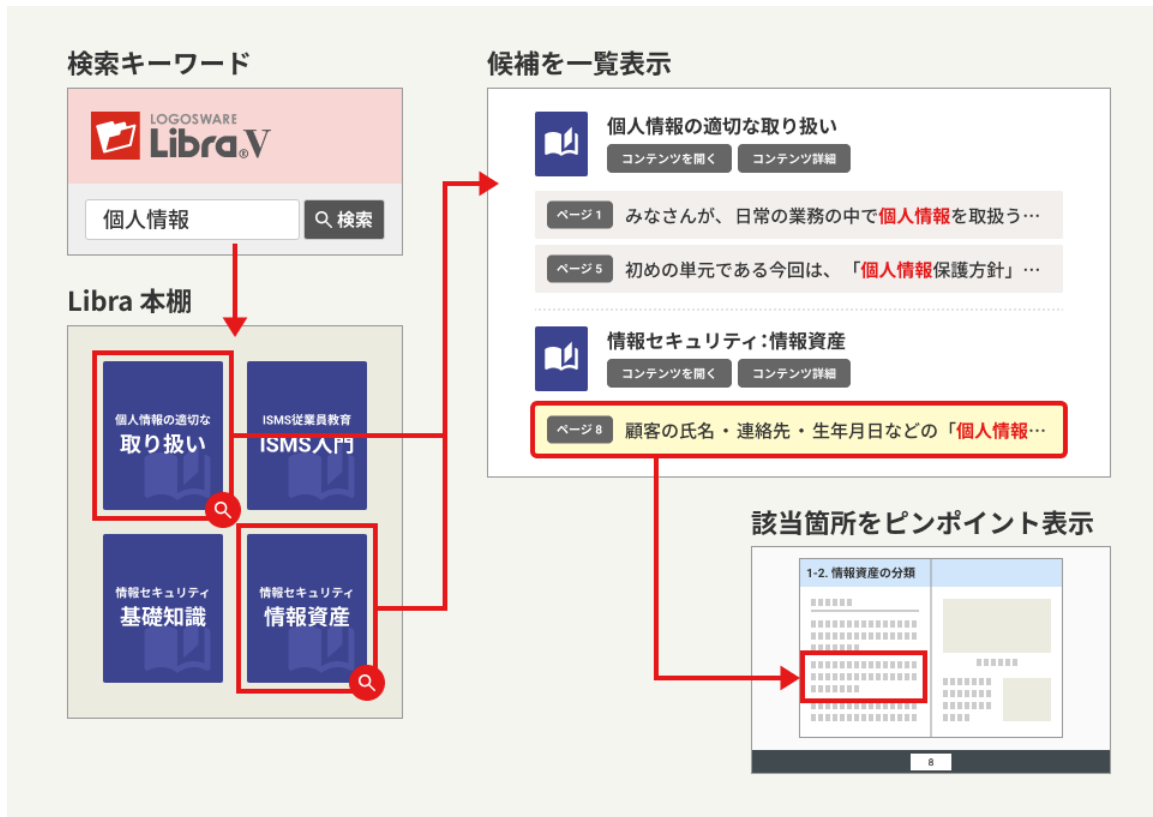 検索キーワード
LOGOSWARE
Libra®V
個人情報
検索
Libra 本棚
個人情報の適切な
取り扱い
ISMS従業員教育
ISMS入門
情報セキュリティ
基礎知識
情報セキュリティ
情報資産
候補を一覧表示
個人情報の適切な取り扱い
コンテンツを開く コンテンツ詳細
ページ 1 みなさんが、日常の業務の中で個人情報を取扱う…
ページ 5 初めの単元である今回は、「個人情報保護方針」…
情報セキュリティ:情報資産
コンテンツを開く コンテンツ詳細
ページ 8 顧客の氏名・連絡先・生年月日などの「個人情報…
該当箇所をピンポイント表示
1-2. 情報資産の分類
8